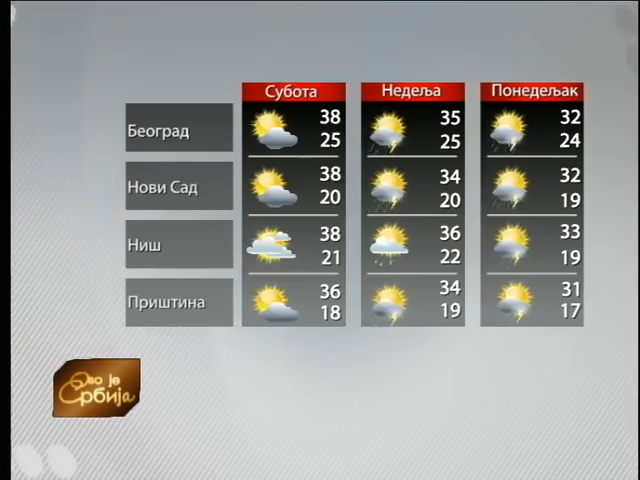 Субота Недеља Понедељак
Београд 38 35 32
25 25 24
Нови Сад 38 34 32
20 20 19
Ниш 38 36 33
21 22 19
Приштина 36 34 31
18 19 17
Ово је
Србија